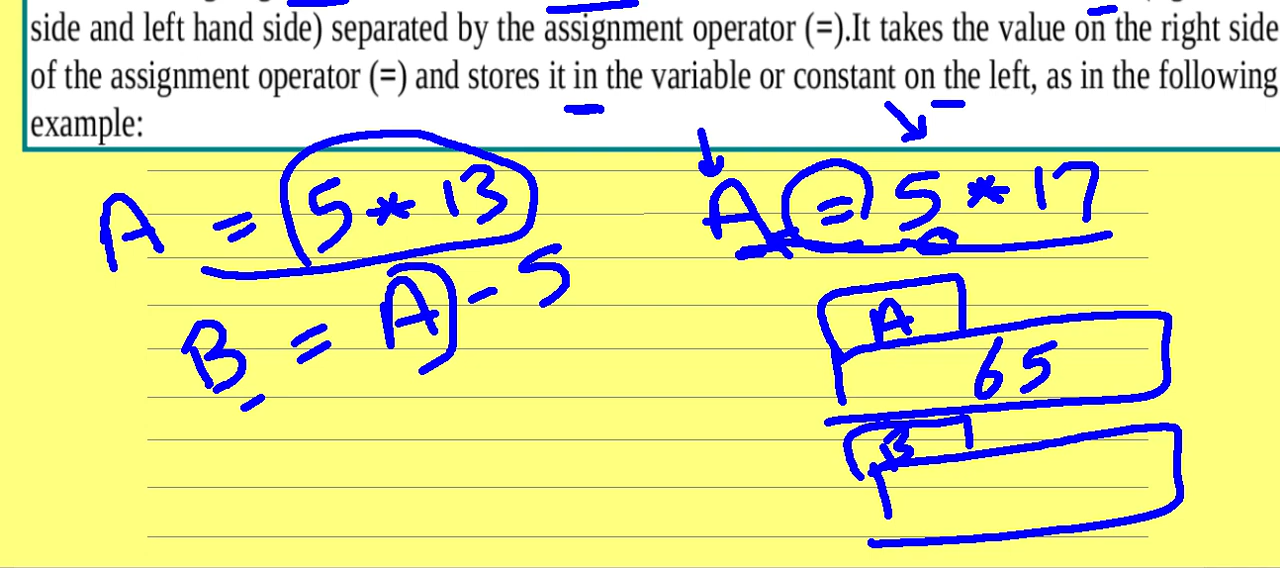 side and left hand side) separated by the assignment operator (=).It takes the value on the right side
of the assignment operator (=) and stores it in the variable or constant on the left, as in the following
example:
A = 5 * 13
A = 5 * 17
B = A - 5
A
65
B